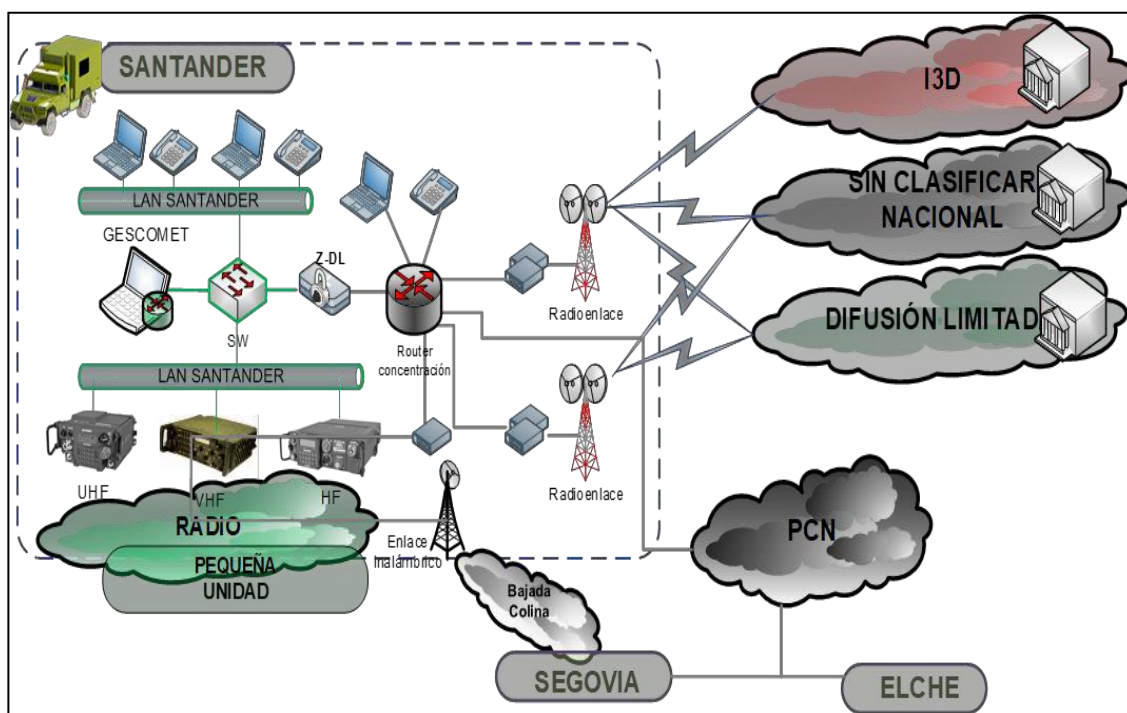 SANTANDER
LAN SANTANDER
GESCOMET
Z-DL
SW
Router
concentración
Radioenlace
LAN SANTANDER
UHF
VHF
HF
RADIO
PEQUEÑA
UNIDAD
Enlace
Inalámbrico
Radioenlace
I3D
SIN CLASIFICAR
NACIONAL
DIFUSIÓN LIMITAD
PCN
Bajada
Colina
SEGOVIA
ELCHE